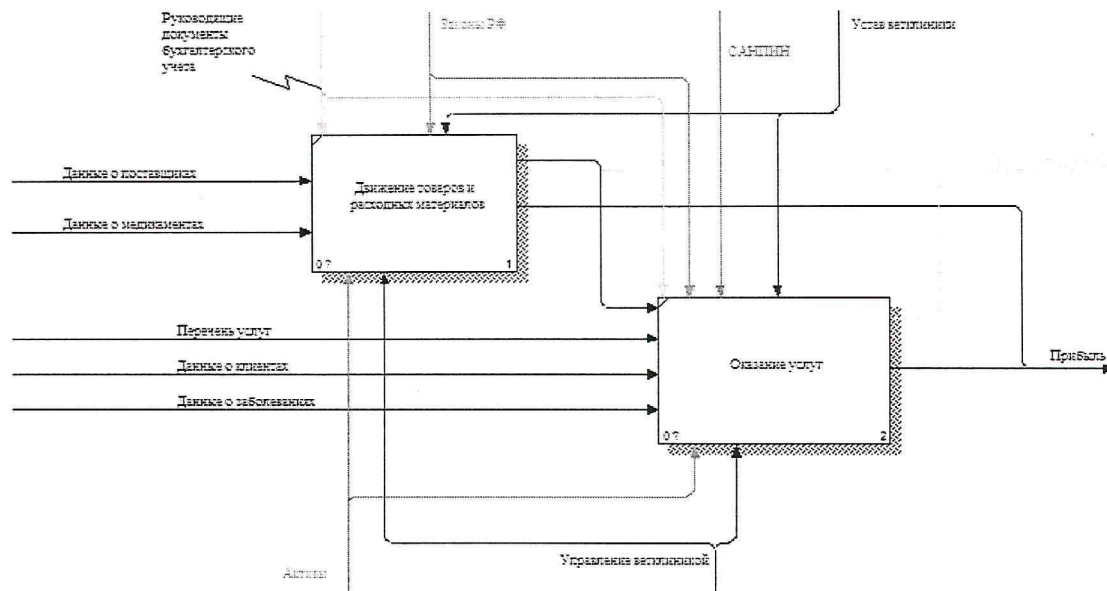 Руководящие
документы
бухгалтерского
учета
Законы РФ
САНПИН
Устав ветклиники
Данные о поставщиках
Данные о медикаментах
Движение товаров и
расходных материалов
0 ?
1
Перечень услуг
Данные о клиентах
Данные о заболеваниях
Оказание услуг
0 ?
2
Прибыль
Управление ветклиникой
Активы